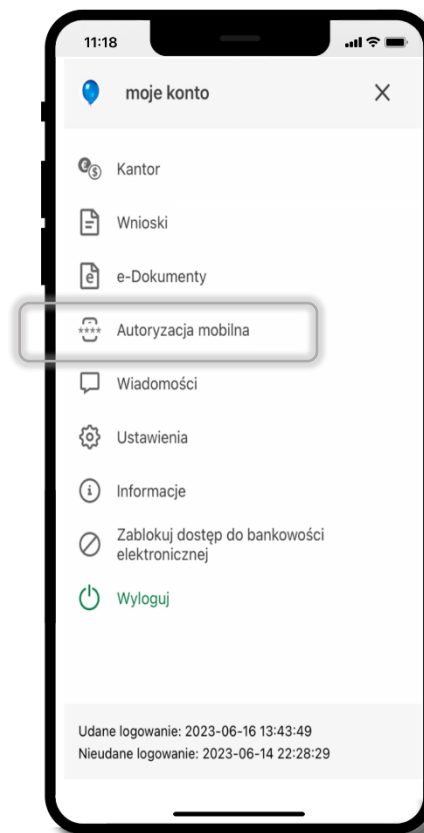 11:18
moje konto
Kantor
Wnioski
e-Dokumenty
Autoryzacja mobilna
Wiadomości
Ustawienia
Informacje
Zablokuj dostęp do bankowości
elektronicznej
Wyloguj
Udane logowanie: 2023-06-16 13:43:49
Nieudane logowanie: 2023-06-14 22:28:29